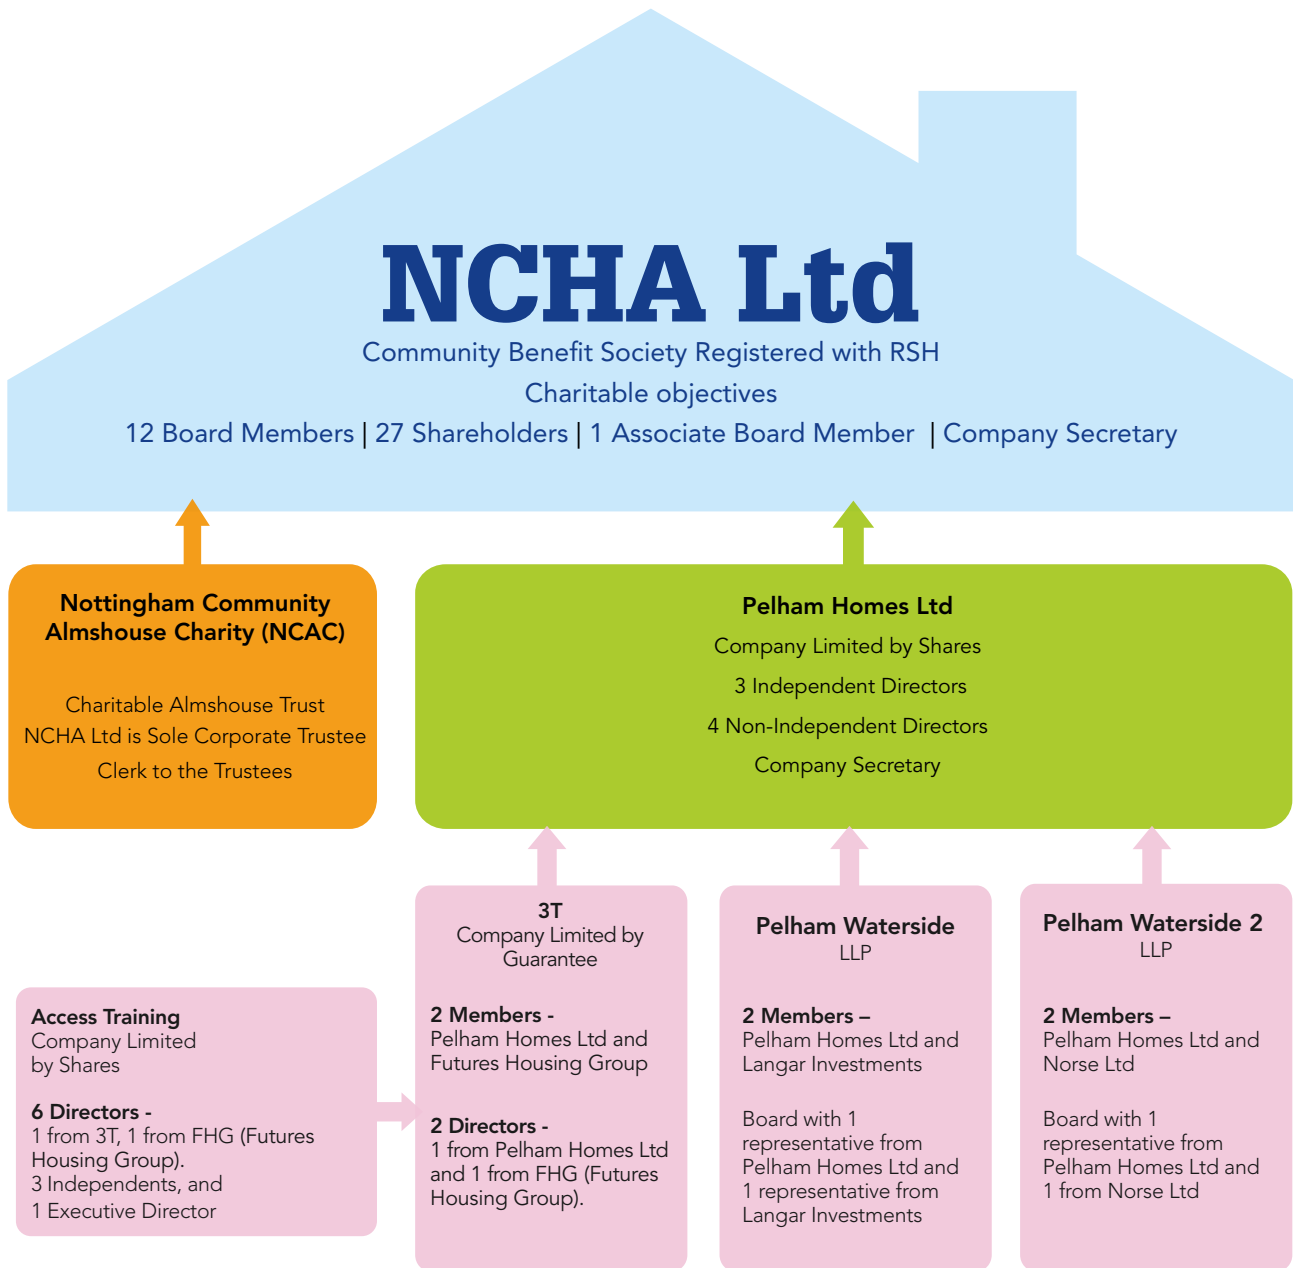 NCHA Ltd
Community Benefit Society Registered with RSH
Charitable objectives
12 Board Members | 27 Shareholders | 1 Associate Board Member | Company Secretary
Nottingham Community
Almshouse Charity (NCAC)
Charitable Almshouse Trust
NCHA Ltd is Sole Corporate Trustee
Clerk to the Trustees
Pelham Homes Ltd
Company Limited by Shares
3 Independent Directors
4 Non-Independent Directors
Company Secretary
Access Training
Company Limited
by Shares
6 Directors -
1 from 3T, 1 from FHG (Futures
Housing Group).
3 Independents, and
1 Executive Director
3T
Company Limited by
Guarantee
2 Members -
Pelham Homes Ltd and
Futures Housing Group
2 Directors -
1 from Pelham Homes Ltd
and 1 from FHG (Futures
Housing Group).
Pelham Waterside
LLP
2 Members –
Pelham Homes Ltd and
Langar Investments
Board with 1
representative from
Pelham Homes Ltd and
1 representative from
Langar Investments
Pelham Waterside 2
LLP
2 Members –
Pelham Homes Ltd and
Norse Ltd
Board with 1
representative from
Pelham Homes Ltd and
1 from Norse Ltd